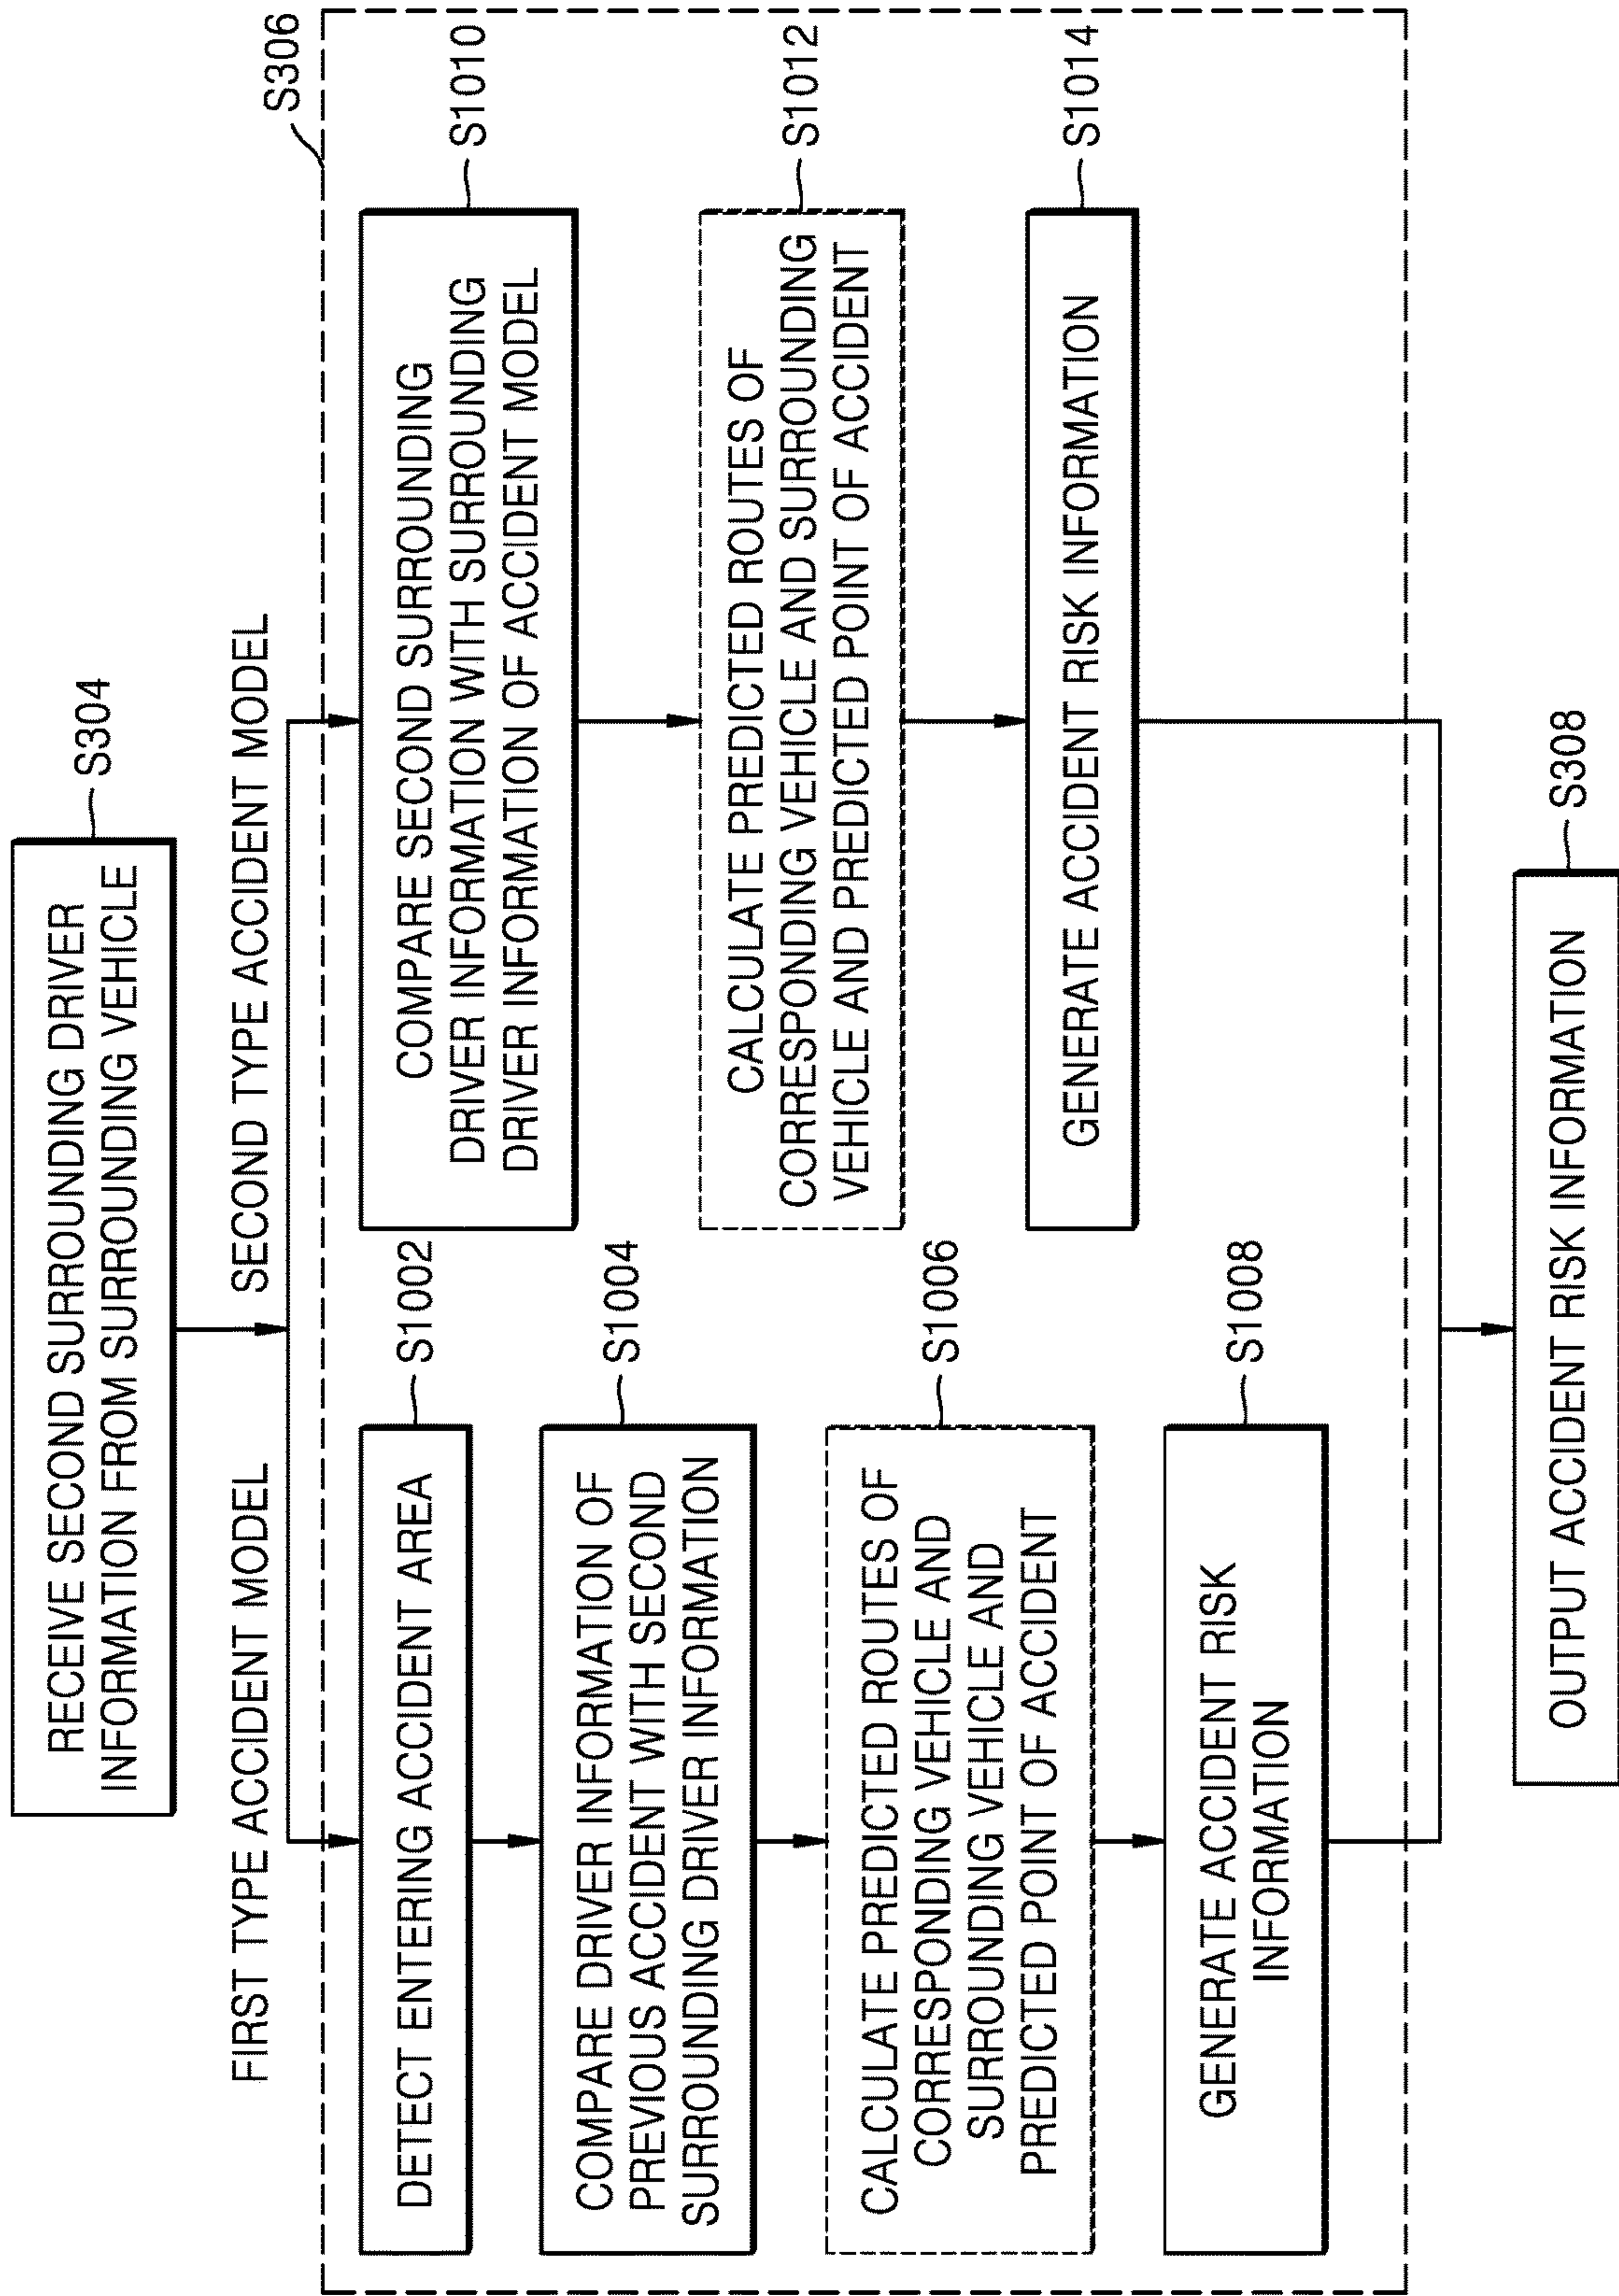 RECEIVE SECOND SURROUNDING DRIVER
INFORMATION FROM SURROUNDING VEHICLE
S304
FIRST TYPE ACCIDENT MODEL
SECOND TYPE ACCIDENT MODEL
S306
DETECT ENTERING ACCIDENT AREA
S1002
COMPARE DRIVER INFORMATION OF
PREVIOUS ACCIDENT WITH SECOND
SURROUNDING DRIVER INFORMATION
S1004
CALCULATE PREDICTED ROUTES OF
CORRESPONDING VEHICLE AND
SURROUNDING VEHICLE AND
PREDICTED POINT OF ACCIDENT
S1006
GENERATE ACCIDENT RISK
INFORMATION
S1008
COMPARE SECOND SURROUNDING
DRIVER INFORMATION WITH SURROUNDING
DRIVER INFORMATION OF ACCIDENT MODEL
S1010
CALCULATE PREDICTED ROUTES OF
CORRESPONDING VEHICLE AND SURROUNDING
VEHICLE AND PREDICTED POINT OF ACCIDENT
S1012
GENERATE ACCIDENT RISK INFORMATION
S1014
OUTPUT ACCIDENT RISK INFORMATION
S308